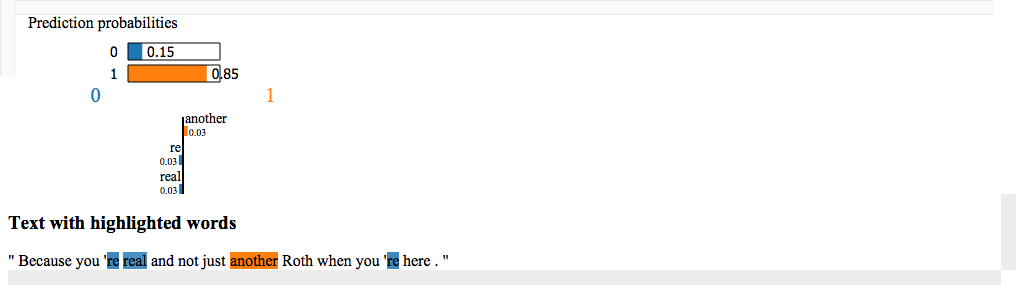 Prediction probabilities
0 0.15
1 0.85
0 1
another
0.03
re
0.03
real
0.03
Text with highlighted words
" Because you 're real and not just another Roth when you 're here . "